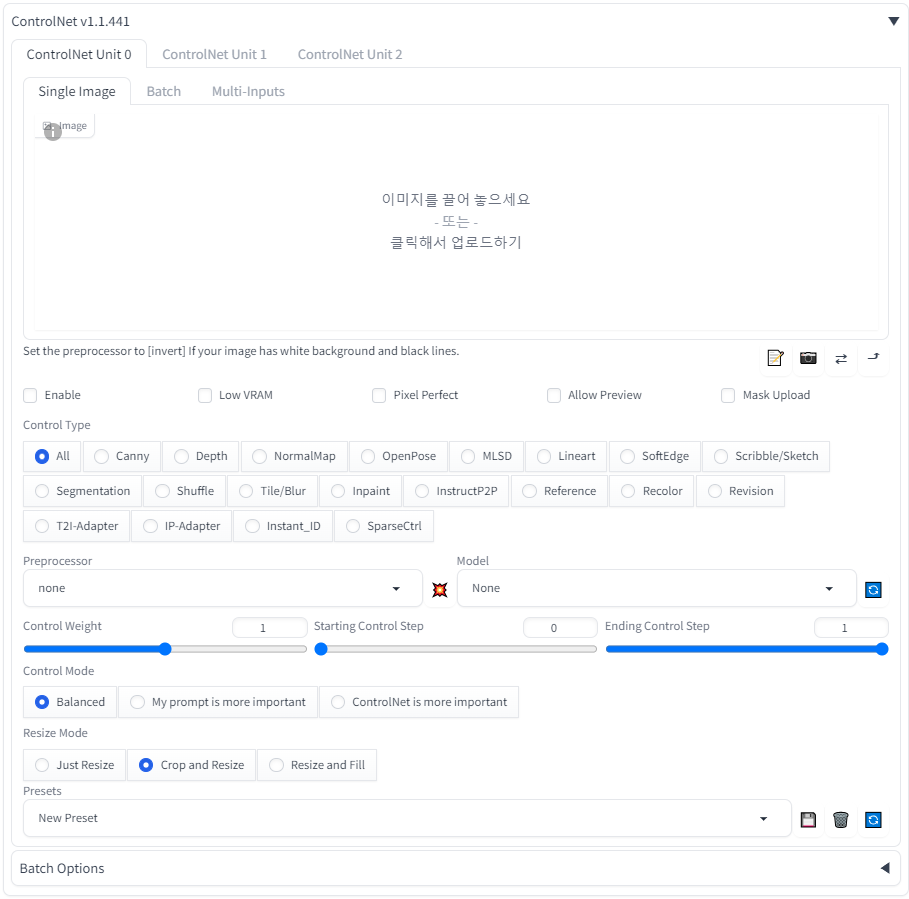 ControlNet v1.1.441
ControlNet Unit 0 ControlNet Unit 1 ControlNet Unit 2
Single Image Batch Multi-Inputs
Image
이미지를 끌어 놓으세요
- 또는 -
클릭해서 업로드하기
Set the preprocessor to [invert] If your image has white background and black lines.
Enable Low VRAM Pixel Perfect Allow Preview Mask Upload
Control Type
All Canny Depth NormalMap OpenPose MLSD Lineart SoftEdge Scribble/Sketch
Segmentation Shuffle Tile/Blur Inpaint InstructP2P Reference Recolor Revision
T2I-Adapter IP-Adapter Instant_ID SparseCtrl
Preprocessor Model
none None
Control Weight 1 Starting Control Step 0 Ending Control Step 1
Control Mode
Balanced My prompt is more important ControlNet is more important
Resize Mode
Just Resize Crop and Resize Resize and Fill
Presets
New Preset
Batch Options